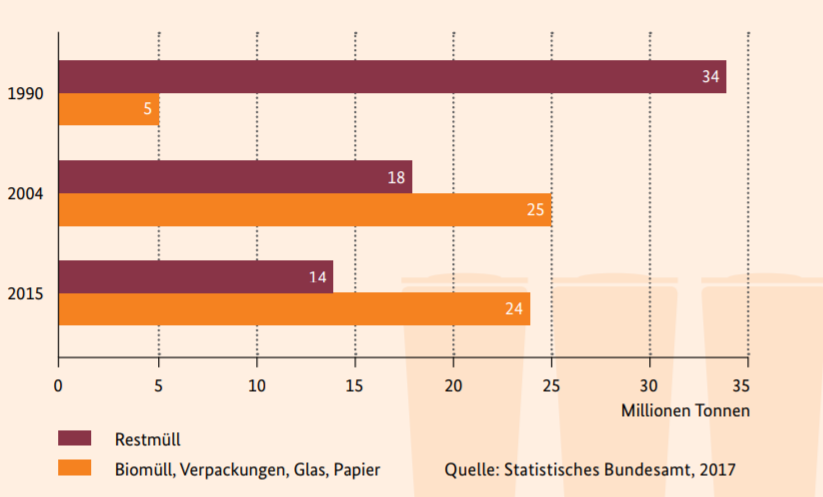 34
1990
5
18
2004
25
14
2015
24
0 5 10 15 20 25 30 35
Millionen Tonnen
Restmüll
Biomüll, Verpackungen, Glas, Papier
Quelle: Statistisches Bundesamt, 2017